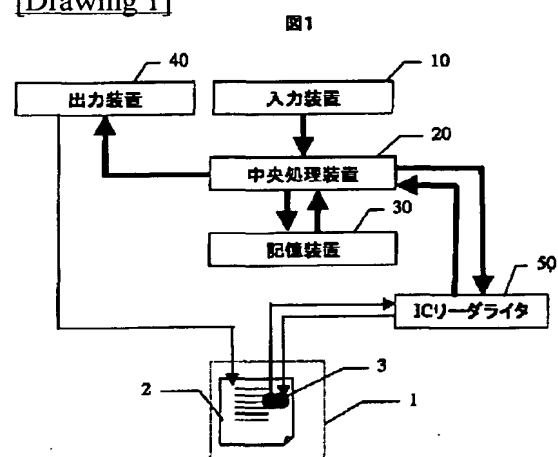 [Drawing 1]
図1
40
10
出力装置
入力装置
20
中央処理装置
30
記憶装置
50
ICリーダライタ
3
2
1